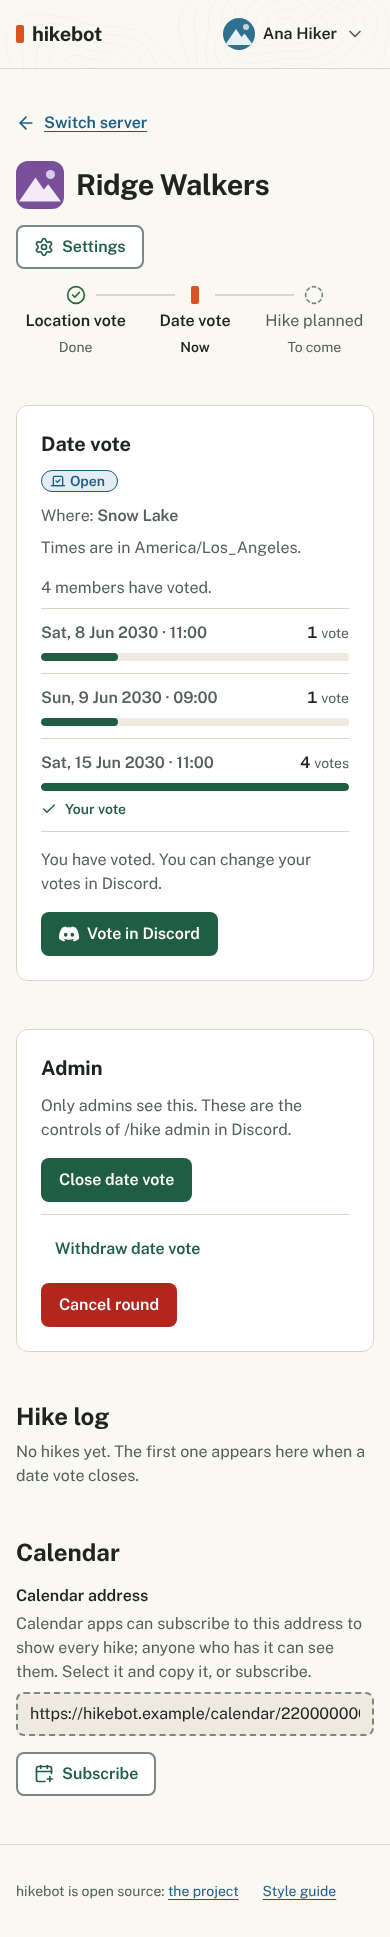 hikebot
Ana Hiker
Switch server
Ridge Walkers
Settings
Location vote
Done
Date vote
Now
Hike planned
To come
Date vote
Open
Where: Snow Lake
Times are in America/Los_Angeles.
4 members have voted.
Sat, 8 Jun 2030 · 11:00 1 vote
Sun, 9 Jun 2030 · 09:00 1 vote
Sat, 15 Jun 2030 · 11:00 4 votes
Your vote
You have voted. You can change your
votes in Discord.
Vote in Discord
Admin
Only admins see this. These are the
controls of /hike admin in Discord.
Close date vote
Withdraw date vote
Cancel round
Hike log
No hikes yet. The first one appears here when a
date vote closes.
Calendar
Calendar address
Calendar apps can subscribe to this address to
show every hike; anyone who has it can see
them. Select it and copy it, or subscribe.
https://hikebot.example/calendar/220000000
Subscribe
hikebot is open source: the project Style guide